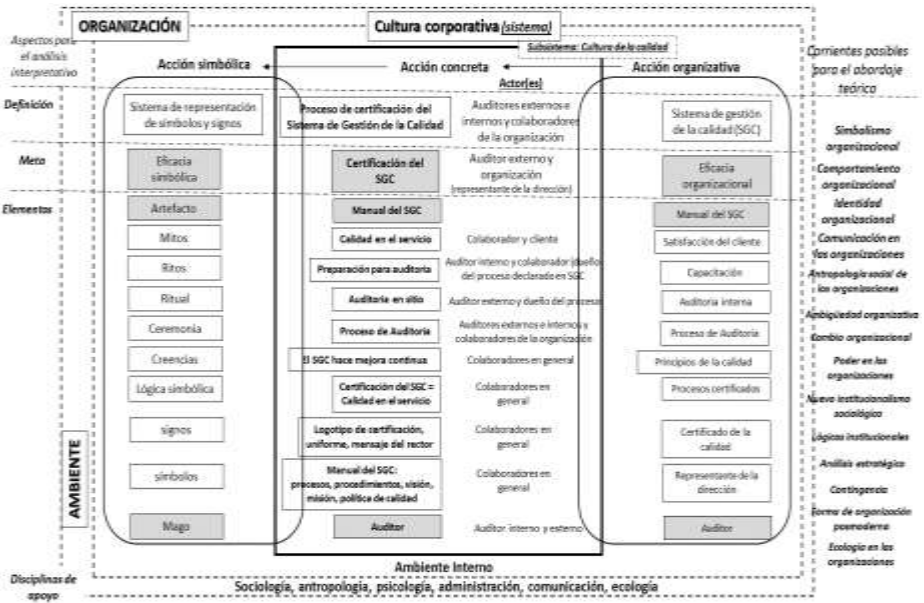 ORGANIZACIÓN
Cultura corporativa (sistema)
Subsistema: Cultura de la calidad
Aspectos para
el análisis
interpretativo
Acción simbólica
Acción concreta
Acción organizativa
Corrientes posibles
para el abordaje
teórico
Actor(es)
Definición
Sistema de representación
de símbolos y signos
Proceso de certificación del
Sistema de Gestión de la Calidad
Auditores externos e
internos y colaboradores
de la organización
Sistema de gestión
de la calidad (SGC)
Simbolismo
organizacional
Meta
Eficacia
simbólica
Certificación del
SGC
Auditor externo y
organización
(representante de la dirección)
Eficacia
organizacional
Comportamiento
organizacional
Elementos
Artefacto
Manual del SGC
Manual del SGC
Identidad
organizacional
Mitos
Calidad en el servicio
Colaborador y cliente
Satisfacción del cliente
Comunicación en
las organizaciones
Ritos
Preparación para auditoria
Auditor interno y colaborador (dueño
del proceso declarado en SGC
Capacitación
Antropología social de
las organizaciones
Ritual
Auditoria en sitio
Auditor externo y dueño del proceso
Auditoria interna
Ambigüedad organizativa
Ceremonia
Proceso de Auditoria
Auditores externos e internos y
colaboradores de la organización
Proceso de Auditoria
Cambio organizacional
Creencias
El SGC hace mejora continua
Colaboradores en general
Principios de la calidad
Poder en las
organizaciones
Lógica simbólica
Certificación del SGC =
Calidad en el servicio
Colaboradores en
general
Procesos certificados
Nuevo institucionalismo
sociológico
signos
Logotipo de certificación,
uniforme, mensaje del rector
Colaboradores en
general
Certificado de la
calidad
Lógicas institucionales
Análisis estratégico
símbolos
Manual del SGC:
procesos, procedimientos, visión,
misión, política de calidad
Colaboradores en
general
Representante de la
dirección
Contingencia
Mago
Auditor
Auditor interno y externo
Auditor
Forma de organización
posmoderna
Ecología en las
organizaciones
AMBIENTE
Ambiente Interno
Disciplinas de
apoyo
Sociología, antropología, psicología, administración, comunicación, ecología